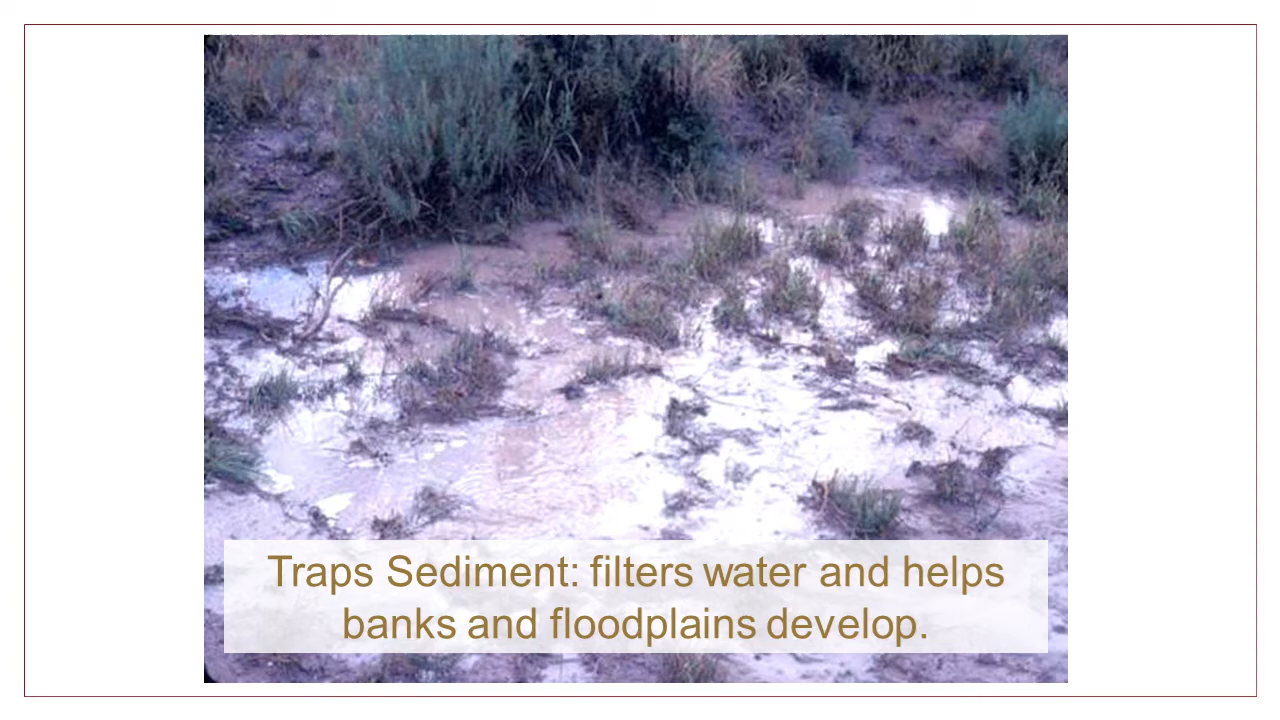 Traps Sediment: filters water and helps
banks and floodplains develop.